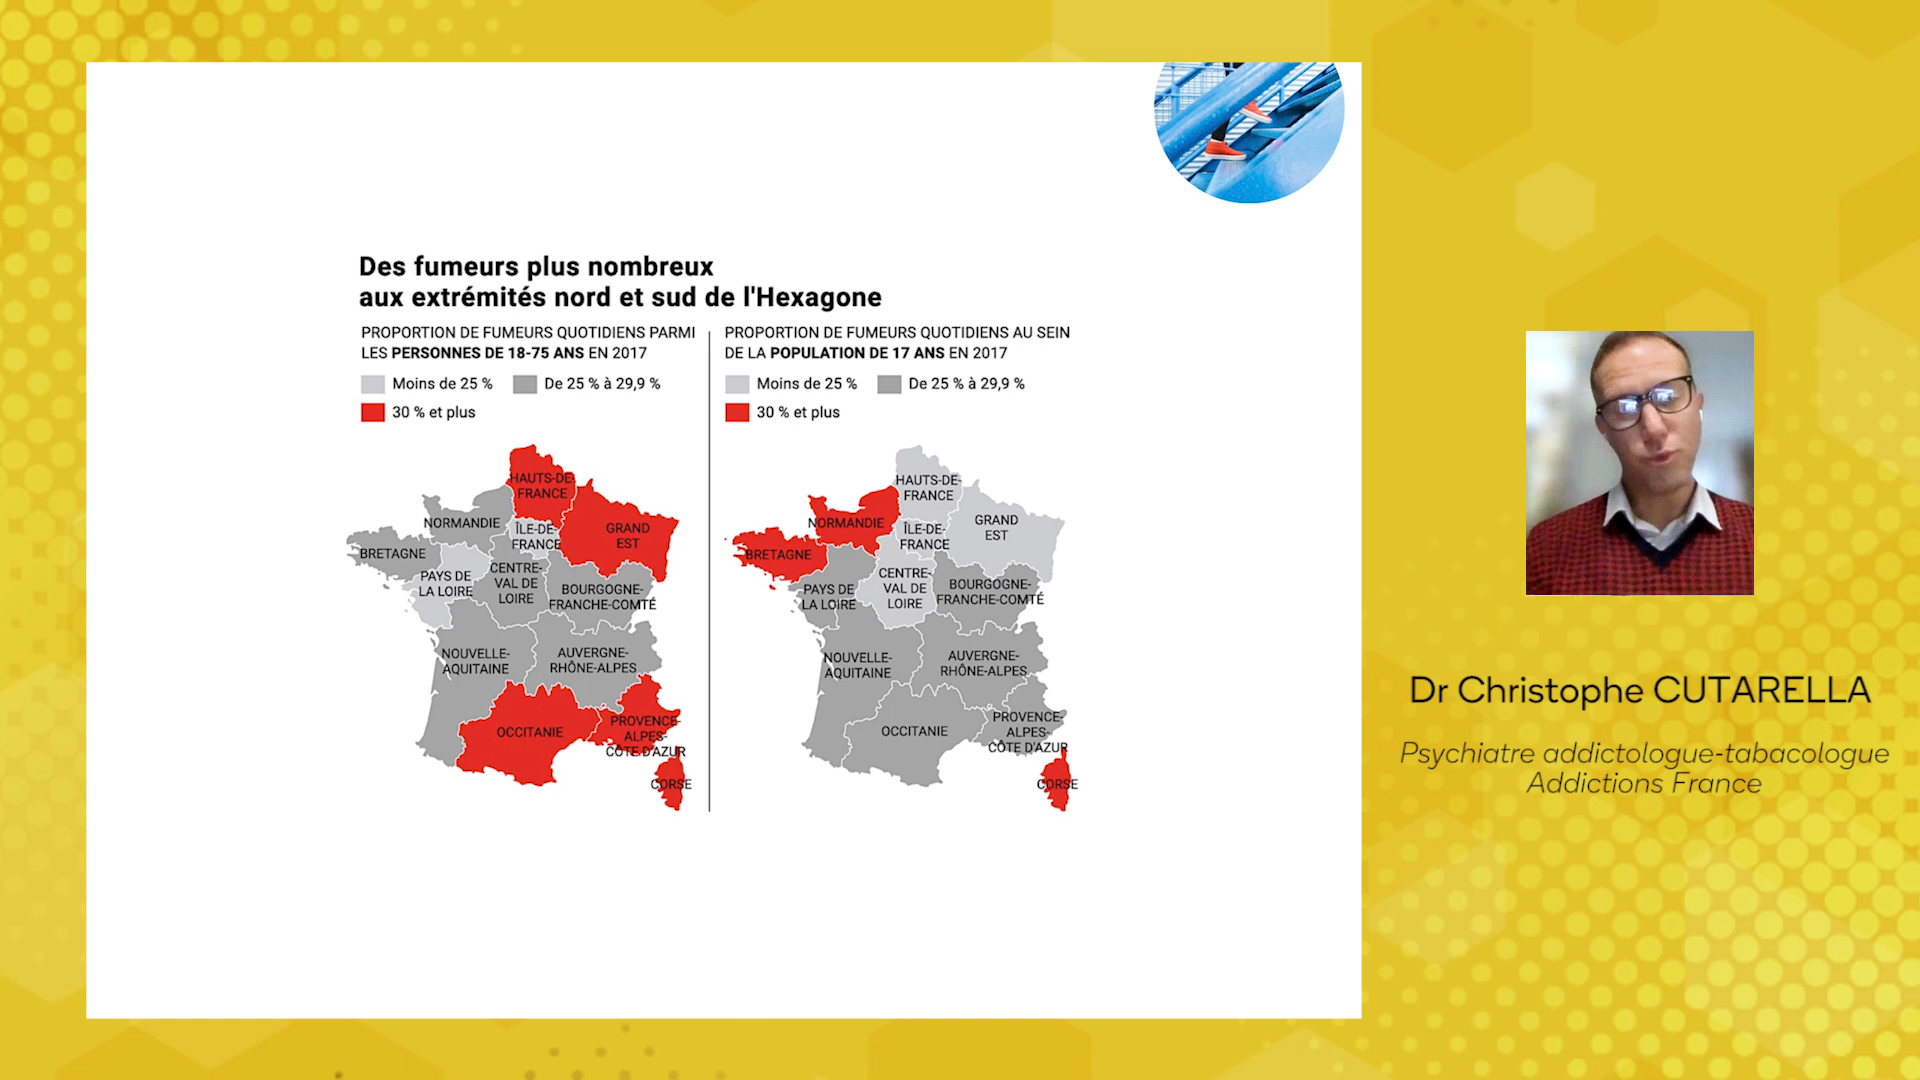 Des fumeurs plus nombreux
aux extrémités nord et sud de l'Hexagone
PROPORTION DE FUMEURS QUOTIDIENS PARMI
LES PERSONNES DE 18-75 ANS EN 2017
Moins de 25 %
De 25 % à 29,9 %
30 % et plus
HAUTS-DE-
FRANCE
NORMANDIE
ÎLE-DE-
FRANCE
GRAND
EST
BRETAGNE
PAYS DE
LA LOIRE
CENTRE-
VAL DE
LOIRE
BOURGOGNE-
FRANCHE-COMTÉ
NOUVELLE-
AQUITAINE
AUVERGNE-
RHÔNE-ALPES
OCCITANIE
PROVENCE-
ALPES-
CÔTE D'AZUR
CORSE
PROPORTION DE FUMEURS QUOTIDIENS AU SEIN
DE LA POPULATION DE 17 ANS EN 2017
Moins de 25 %
De 25 % à 29,9 %
30 % et plus
HAUTS-DE-
FRANCE
NORMANDIE
ÎLE-DE-
FRANCE
GRAND
EST
BRETAGNE
PAYS DE
LA LOIRE
CENTRE-
VAL DE
LOIRE
BOURGOGNE-
FRANCHE-COMTÉ
NOUVELLE-
AQUITAINE
AUVERGNE-
RHÔNE-ALPES
OCCITANIE
PROVENCE-
ALPES-
CÔTE D'AZUR
CORSE
Dr Christophe CUTARELLA
Psychiatre addictologue-tabacologue
Addictions France